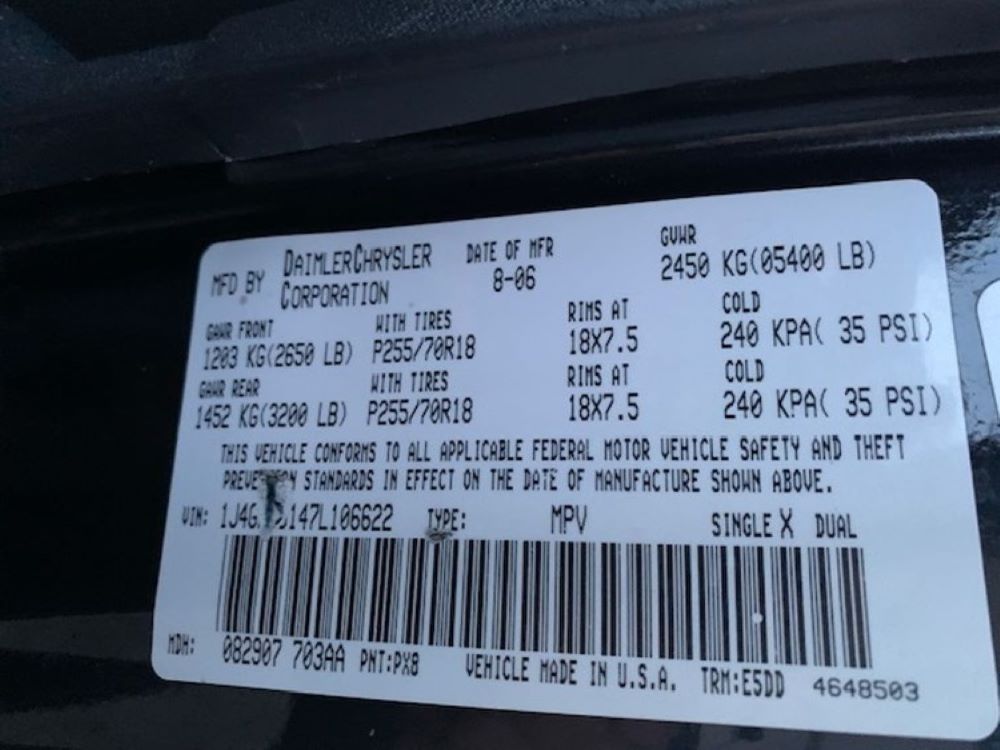 MFD BY DAIMLERCHRYSLER CORPORATION DATE OF MFR 8-06 GVWR 2450 KG(05400 LB)
GAWR FRONT WITH TIRES RIMS AT COLD
1203 KG(2650 LB) P255/70R18 18X7.5 240 KPA( 35 PSI)
GAWR REAR WITH TIRES RIMS AT COLD
1452 KG(3200 LB) P255/70R18 18X7.5 240 KPA( 35 PSI)
THIS VEHICLE CONFORMS TO ALL APPLICABLE FEDERAL MOTOR VEHICLE SAFETY AND THEFT
PREVENTION STANDARDS IN EFFECT ON THE DATE OF MANUFACTURE SHOWN ABOVE.
VIN: TYPE: MPV SINGLE X DUAL
MDH: 082907 703AA PNT:PX8 VEHICLE MADE IN U.S.A. TRM:E5DD 4648503